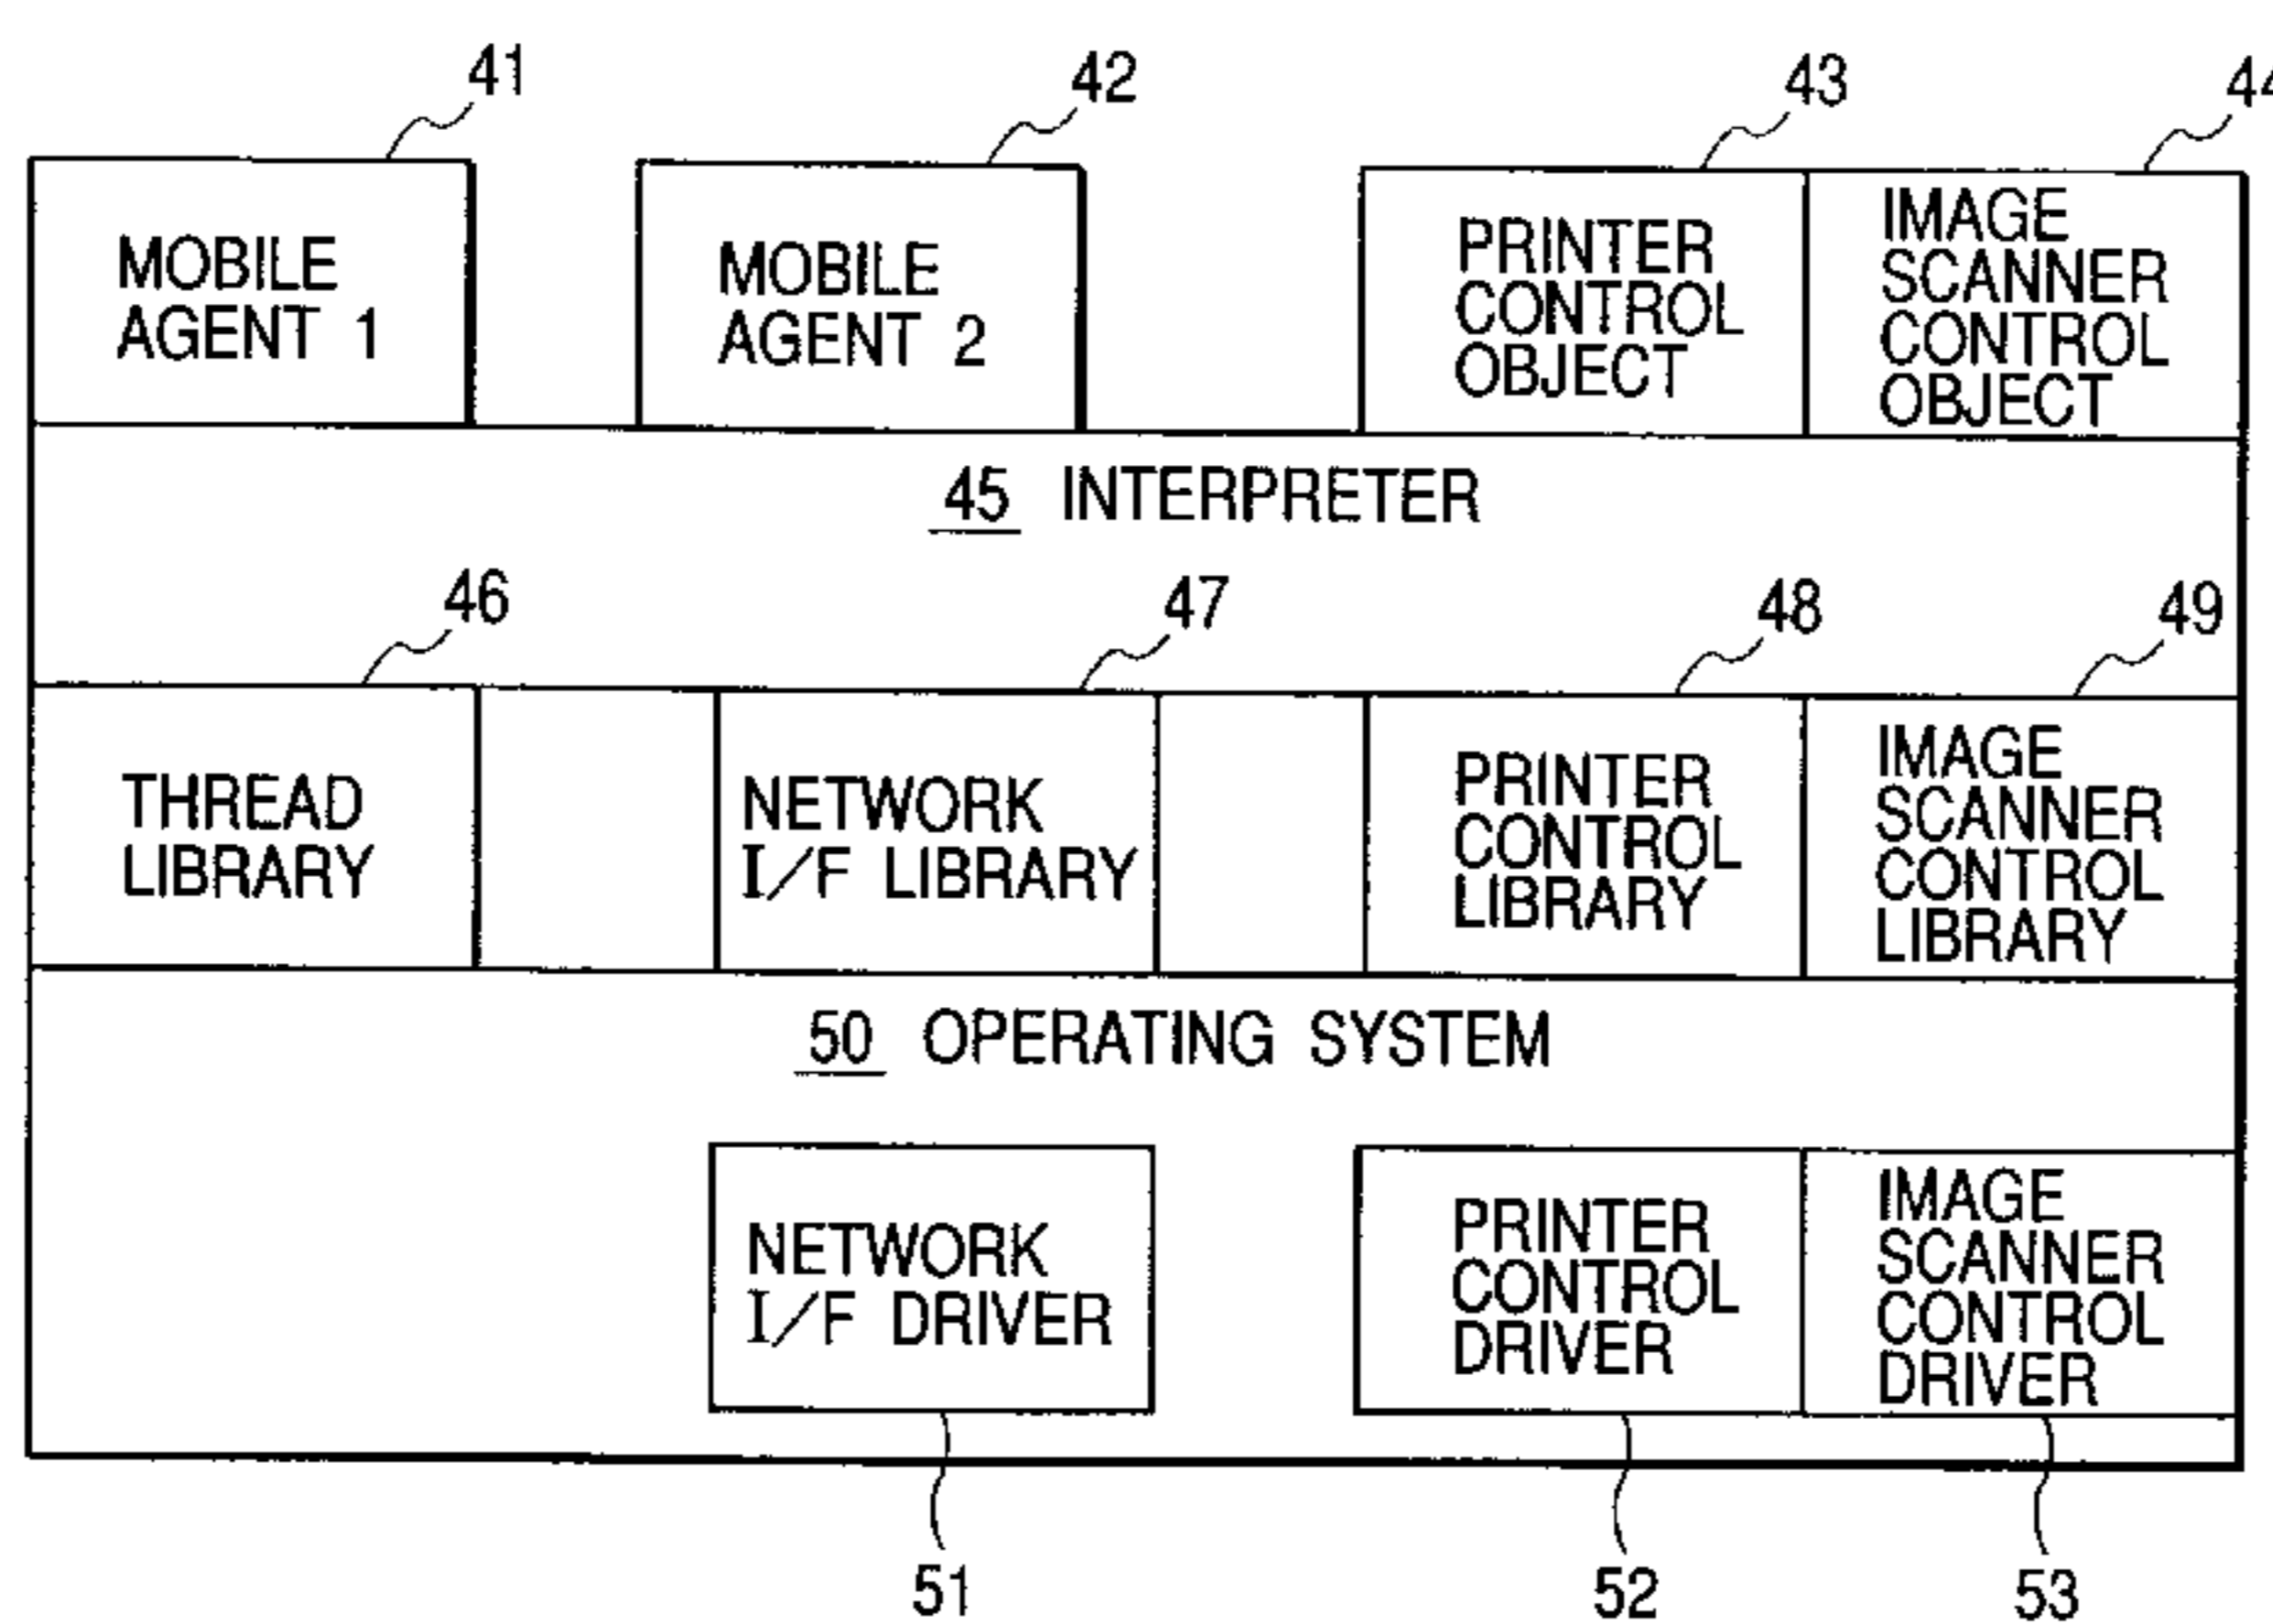 41
42
43
44
MOBILE
AGENT 1
MOBILE
AGENT 2
PRINTER
CONTROL
OBJECT
IMAGE
SCANNER
CONTROL
OBJECT
45 INTERPRETER
46
47
48
49
THREAD
LIBRARY
NETWORK
I/F LIBRARY
PRINTER
CONTROL
LIBRARY
IMAGE
SCANNER
CONTROL
LIBRARY
50 OPERATING SYSTEM
NETWORK
I/F DRIVER
PRINTER
CONTROL
DRIVER
IMAGE
SCANNER
CONTROL
DRIVER
51
52
53